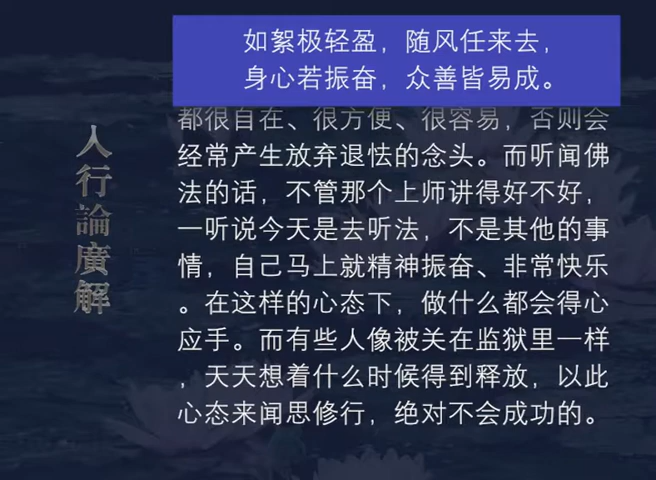 如絮极轻盈，随风任来去，
身心若振奋，众善皆易成。
都很自在、很方便、很容易，否则会
经常产生放弃退怯的念头。而听闻佛
法的话，不管那个上师讲得好不好，
一听说今天是去听法，不是其他的事
情，自己马上就精神振奋、非常快乐
。在这样的心态下，做什么都会得心
应手。而有些人像被关在监狱里一样
，天天想着什么时候得到释放，以此
心态来闻思修行，绝对不会成功的。
入行論廣解